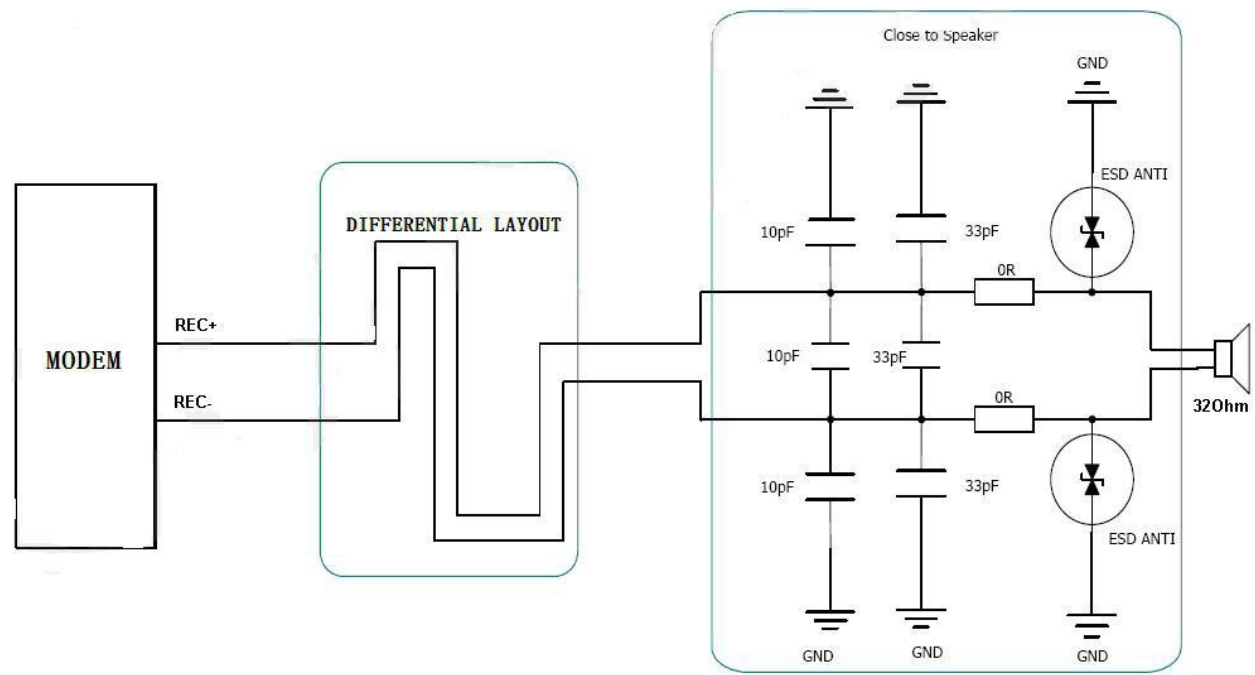 Close to Speaker
GND
ESD ANTI
DIFFERENTIAL LAYOUT
10pF
33pF
0R
REC+
MODEM
10pF
33pF
REC-
0R
32Ohm
10pF
33pF
ESD ANTI
GND
GND
GND